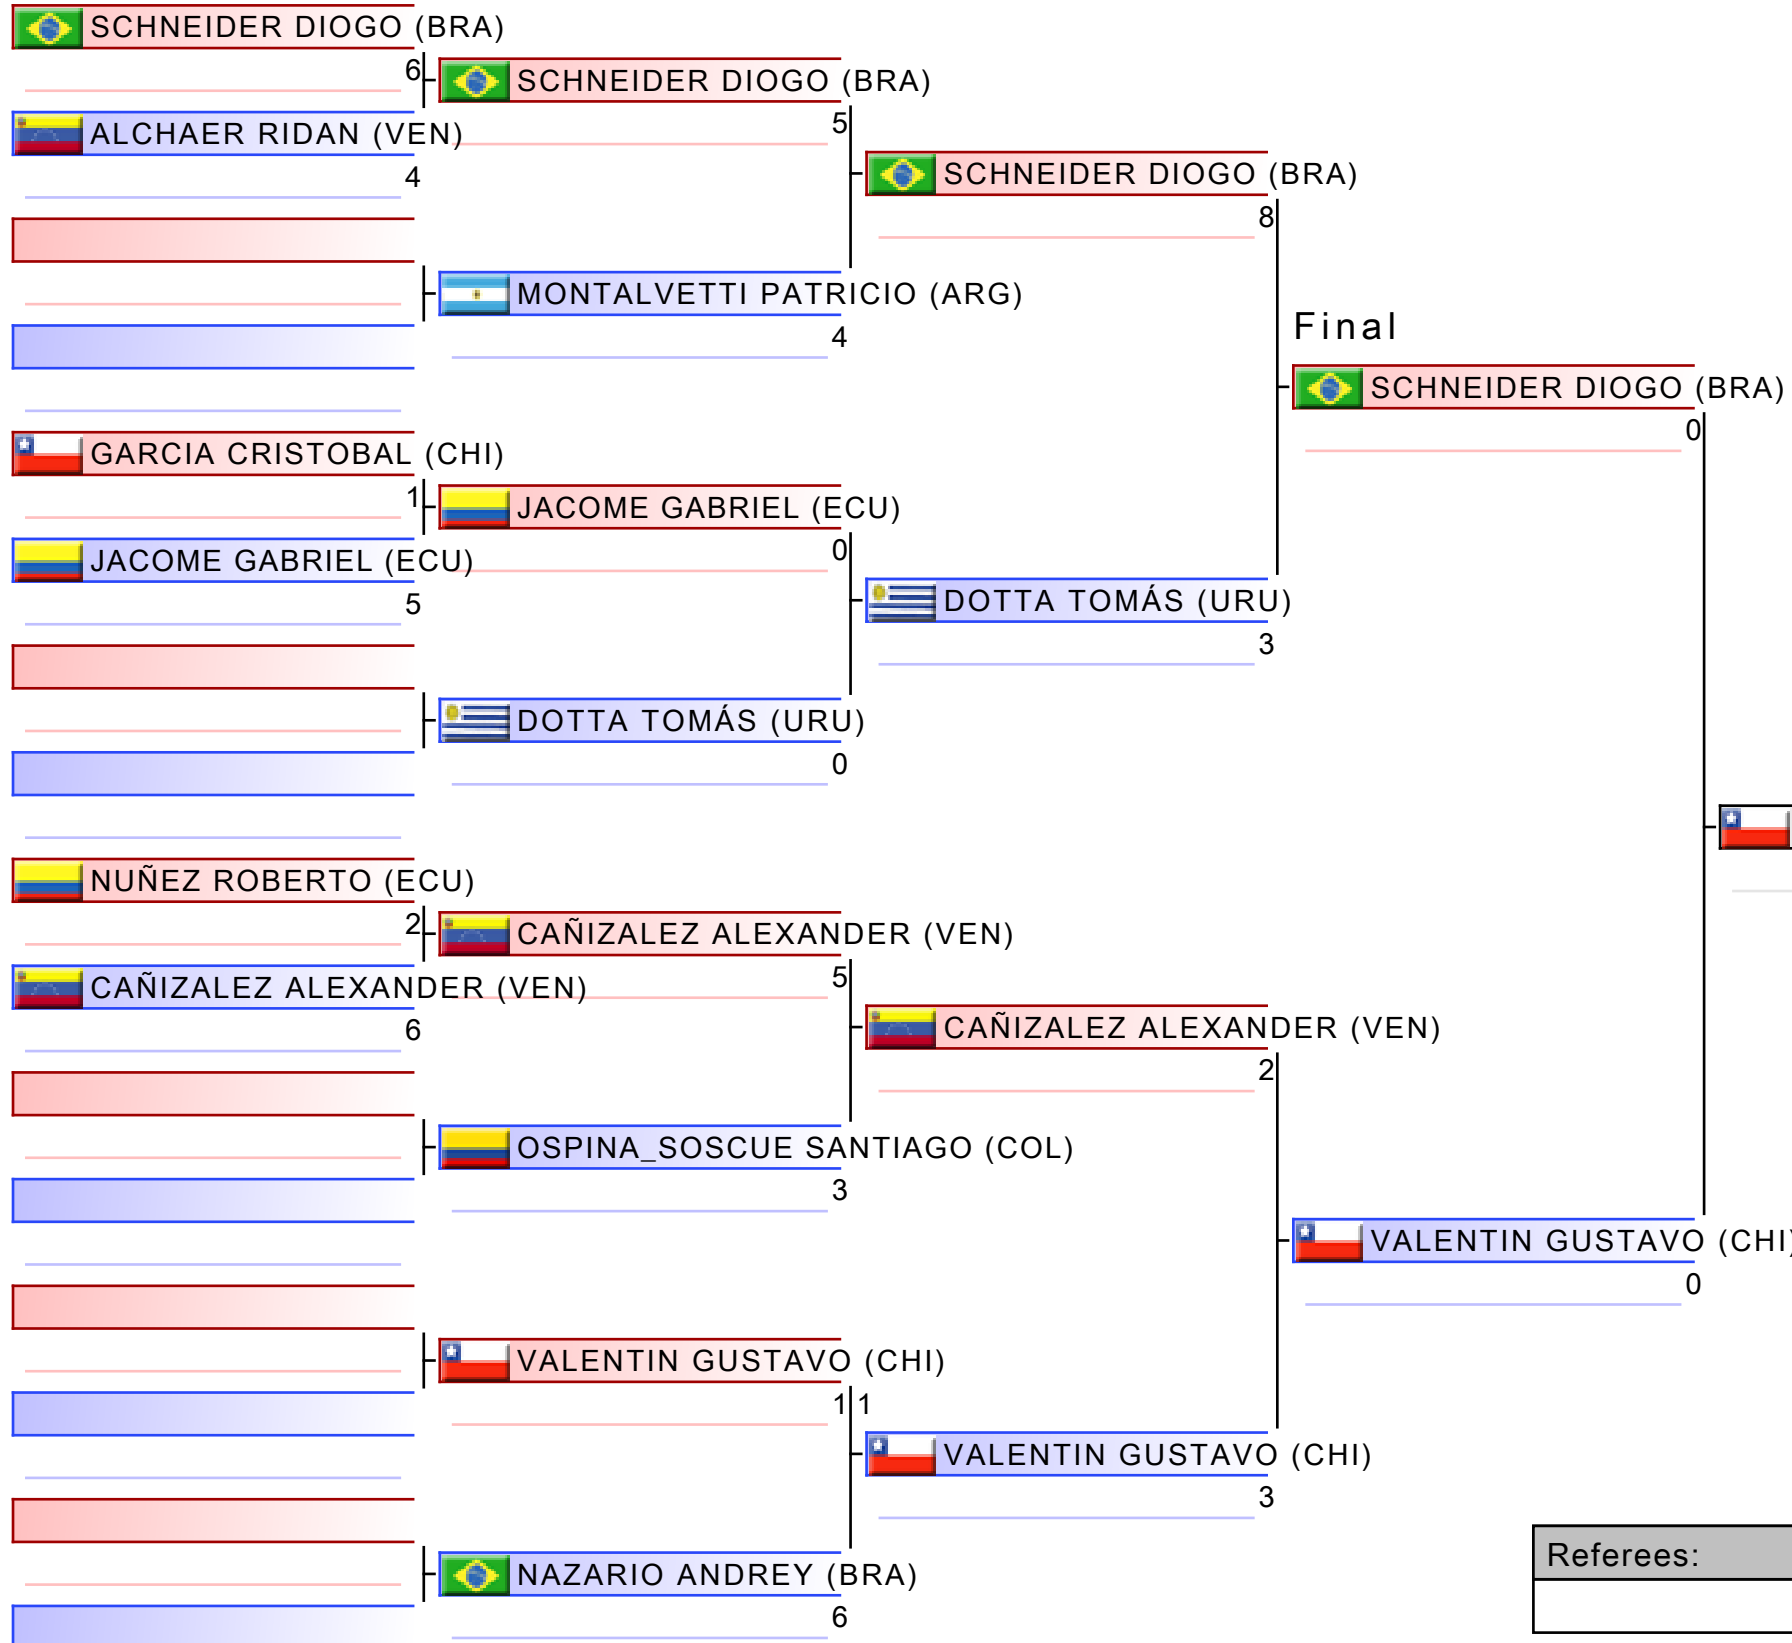 SCHNEIDER DIOGO (BRA)
6
ALCHAER RIDAN (VEN)
4
GARCIA CRISTOBAL (CHI)
1
JACOME GABRIEL (ECU)
5
NUÑEZ ROBERTO (ECU)
2
CAÑIZALEZ ALEXANDER (VEN)
6
SCHNEIDER DIOGO (BRA)
5
MONTALVETTI PATRICIO (ARG)
4
JACOME GABRIEL (ECU)
0
DOTTA TOMÁS (URU)
0
CAÑIZALEZ ALEXANDER (VEN)
5
OSPINA_SOSCUE SANTIAGO (COL)
3
VALENTIN GUSTAVO (CHI)
11
NAZARIO ANDREY (BRA)
6
SCHNEIDER DIOGO (BRA)
8
DOTTA TOMÁS (URU)
3
CAÑIZALEZ ALEXANDER (VEN)
2
VALENTIN GUSTAVO (CHI)
3
Final
SCHNEIDER DIOGO (BRA)
0
VALENTIN GUSTAVO (CHI)
0
Referees: